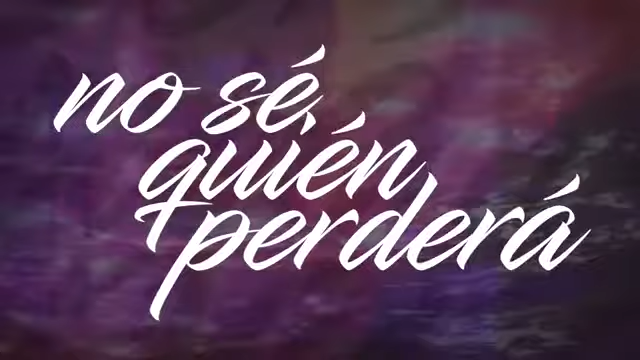 no sé,
quién
perderá